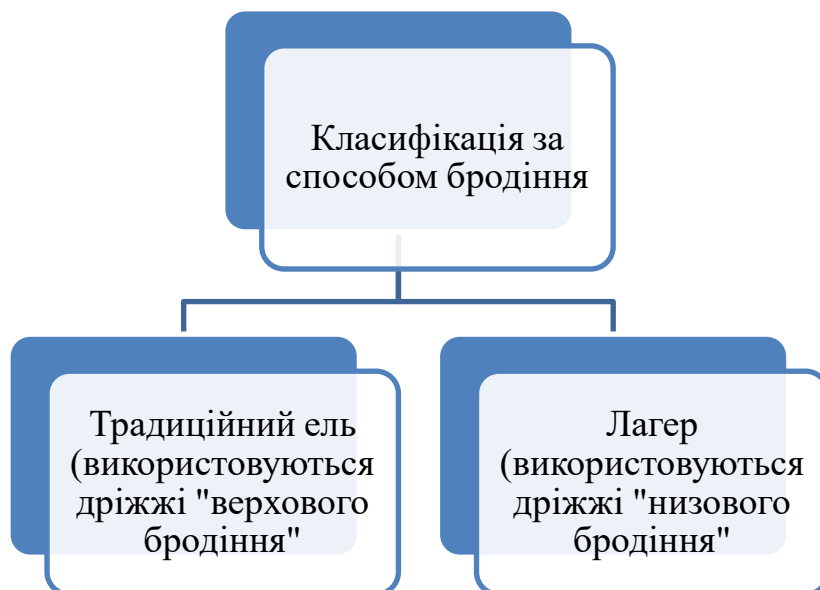 Класифікація за
способом бродіння
Традиційний ель
(використовуються
дріжжі "верхового
бродіння"
Лагер
(використовуються
дріжжі "низового
бродіння"